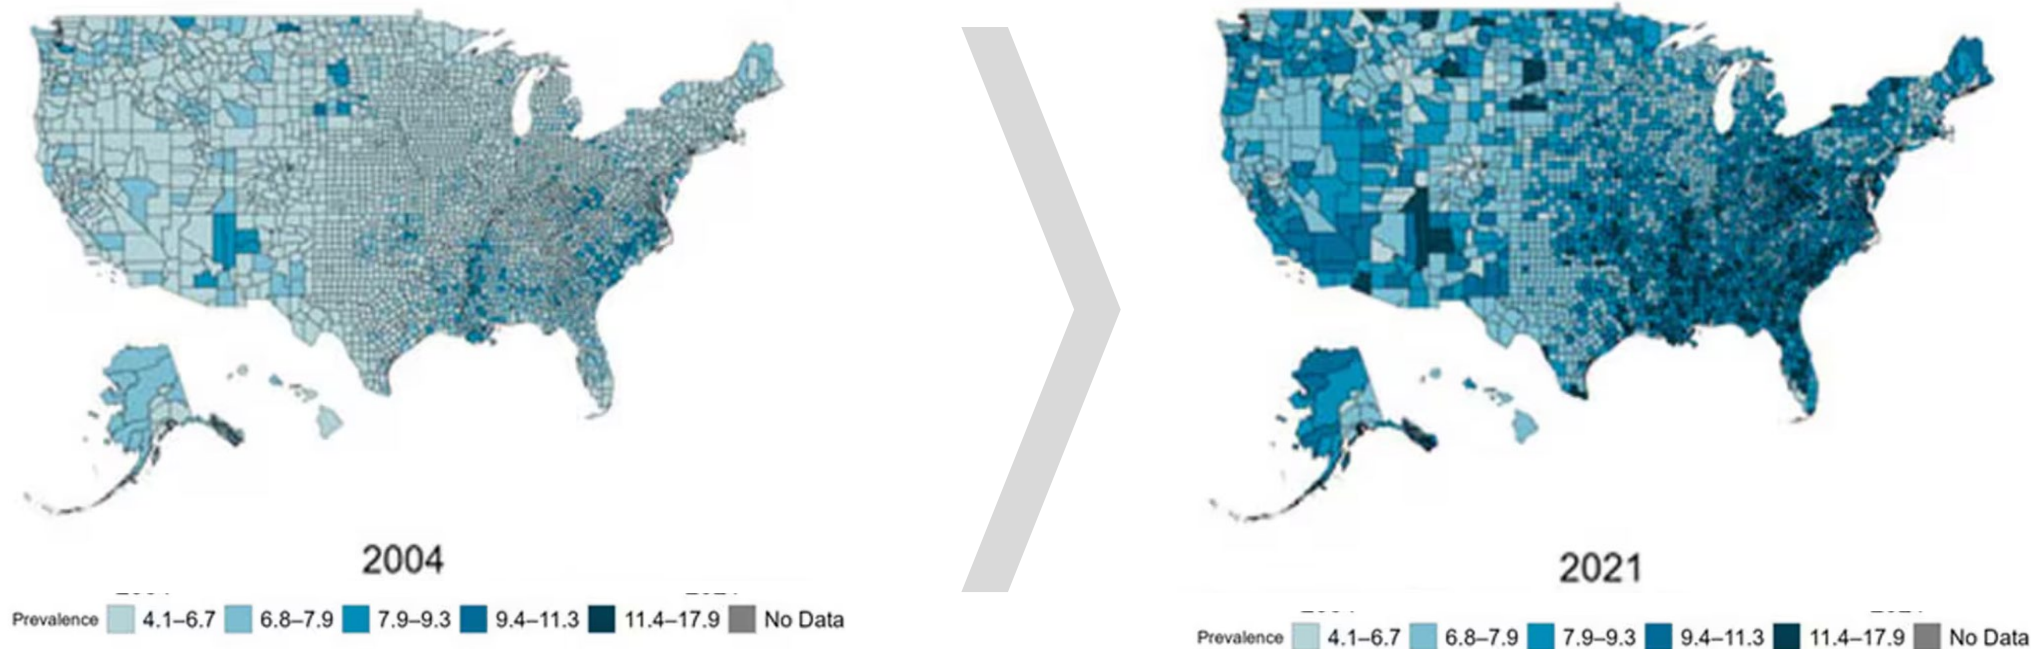 2004
Prevalence 4.1–6.7 6.8–7.9 7.9–9.3 9.4–11.3 11.4–17.9 No Data
2021
Prevalence 4.1–6.7 6.8–7.9 7.9–9.3 9.4–11.3 11.4–17.9 No Data